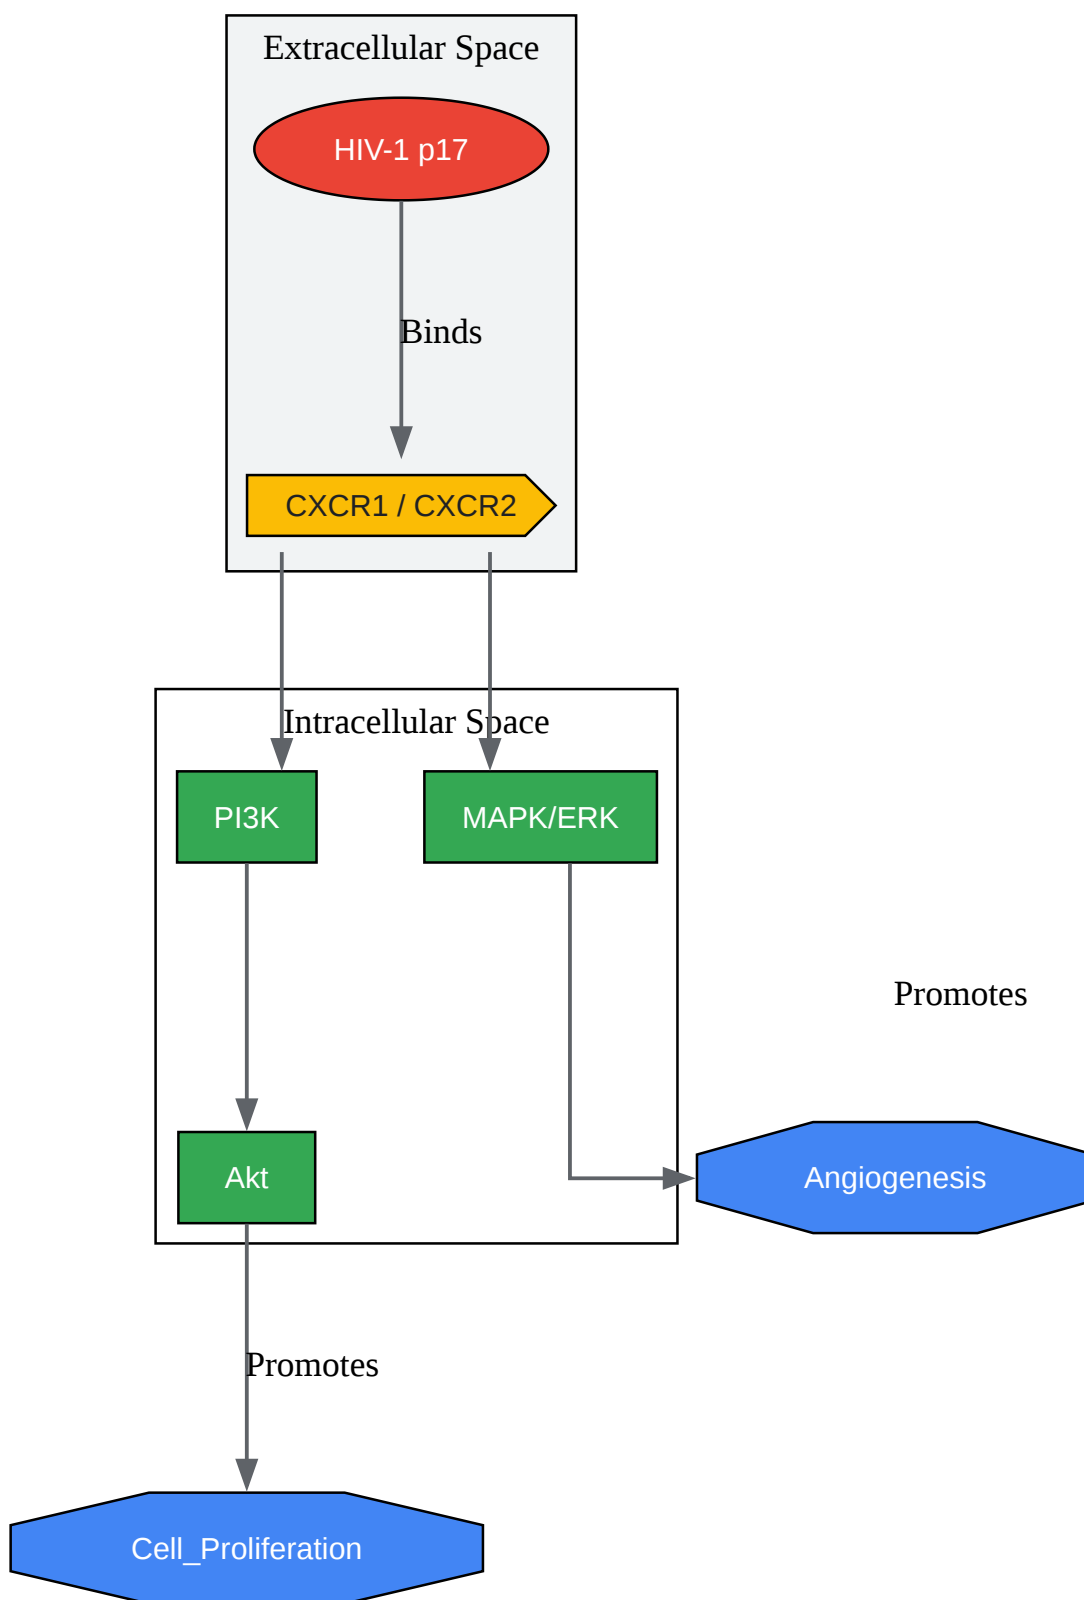 Extracellular Space
HIV-1 p17
Binds
CXCR1 / CXCR2
Intracellular Space
PI3K
MAPK/ERK
Promotes
Akt
Angiogenesis
Promotes
Cell_Proliferation